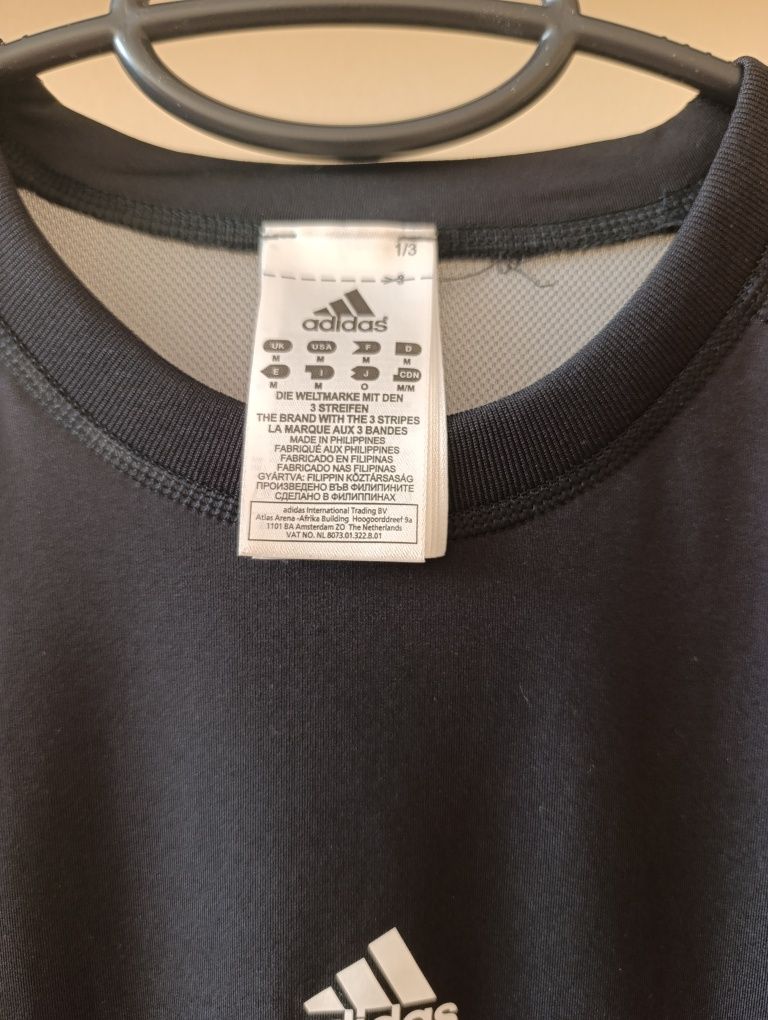 1/3
adidas
UK USA F D
M M M M
E I J CDN
M M O M/M
DIE WELTMARKE MIT DEN
3 STREIFEN
THE BRAND WITH THE 3 STRIPES
LA MARQUE AUX 3 BANDES
MADE IN PHILIPPINES
FABRIQUÉ AUX PHILIPPINES
FABRICADO EN FILIPINAS
FABRICADO NAS FILIPINAS
GYÁRTVA: FILIPPIN KÖZTÁRSASÁG
ПРОИЗВЕДЕНО ВЪВ ФИЛИПИНИТЕ
СДЕЛАНО В ФИЛИППИНАХ
adidas International Trading BV
Atlas Arena -Afrika Building Hoogoorddreef 9a
1101 BA Amsterdam ZO The Netherlands
VAT NO. NL 8073.01.322.B.01
adidas